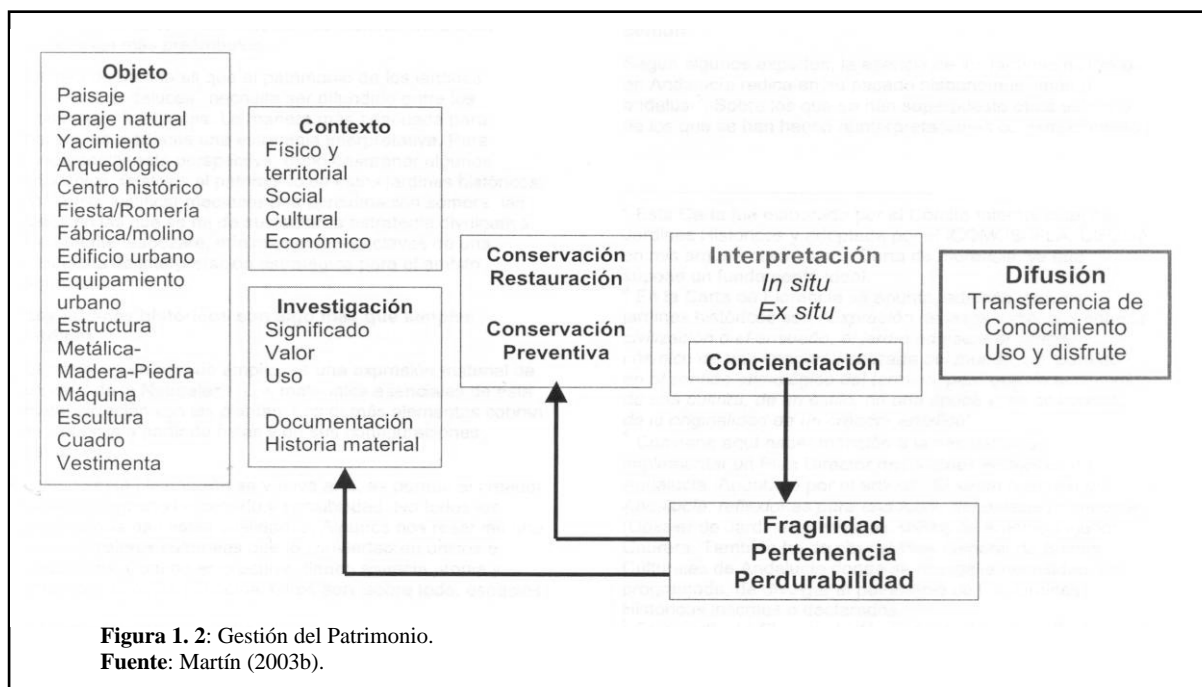 Objeto
Paisaje
Paraje natural
Yacimiento
Arqueológico
Centro histórico
Fiesta/Romería
Fábrica/molino
Edificio urbano
Equipamiento
urbano
Estructura
Metálica-
Madera-Piedra
Máquina
Escultura
Cuadro
Vestimenta
Contexto
Físico y
territorial
Social
Cultural
Económico
Investigación
Significado
Valor
Uso
Documentación
Historia material
Conservación
Restauración
Conservación
Preventiva
Interpretación
In situ
Ex situ
Concienciación
Difusión
Transferencia de
Conocimiento
Uso y disfrute
Fragilidad
Pertenencia
Perdurabilidad
Figura 1. 2: Gestión del Patrimonio.
Fuente: Martín (2003b).